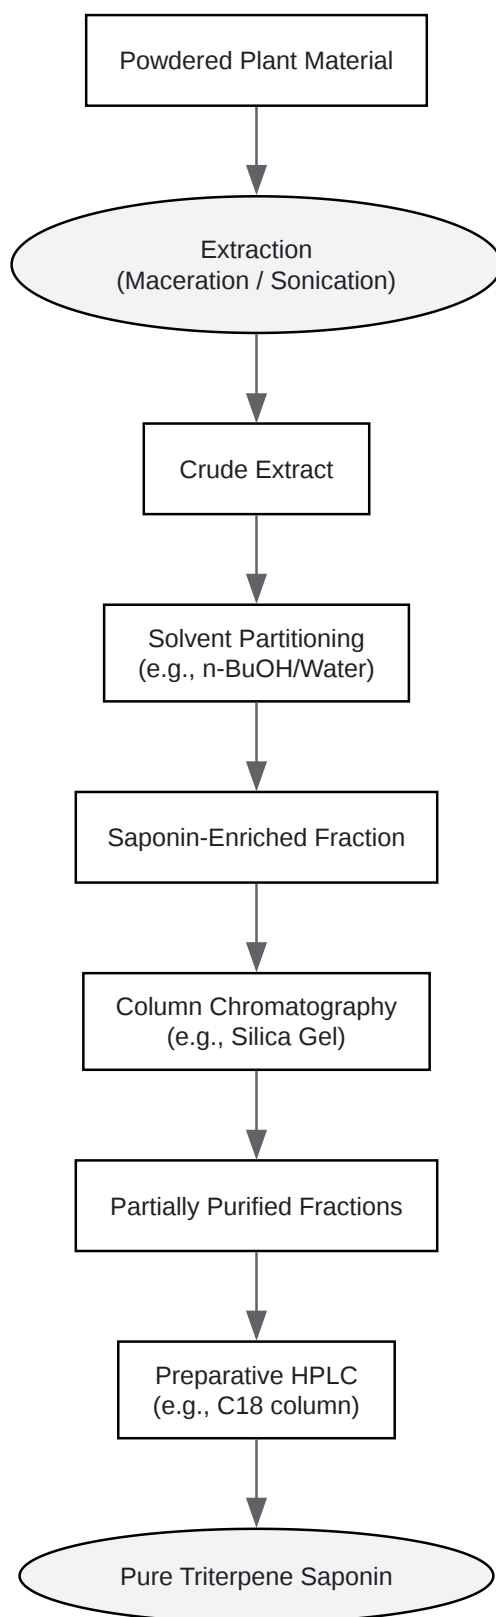 Powdered Plant Material
Extraction
(Maceration / Sonication)
Crude Extract
Solvent Partitioning
(e.g., n-BuOH/Water)
Saponin-Enriched Fraction
Column Chromatography
(e.g., Silica Gel)
Partially Purified Fractions
Preparative HPLC
(e.g., C18 column)
Pure Triterpene Saponin